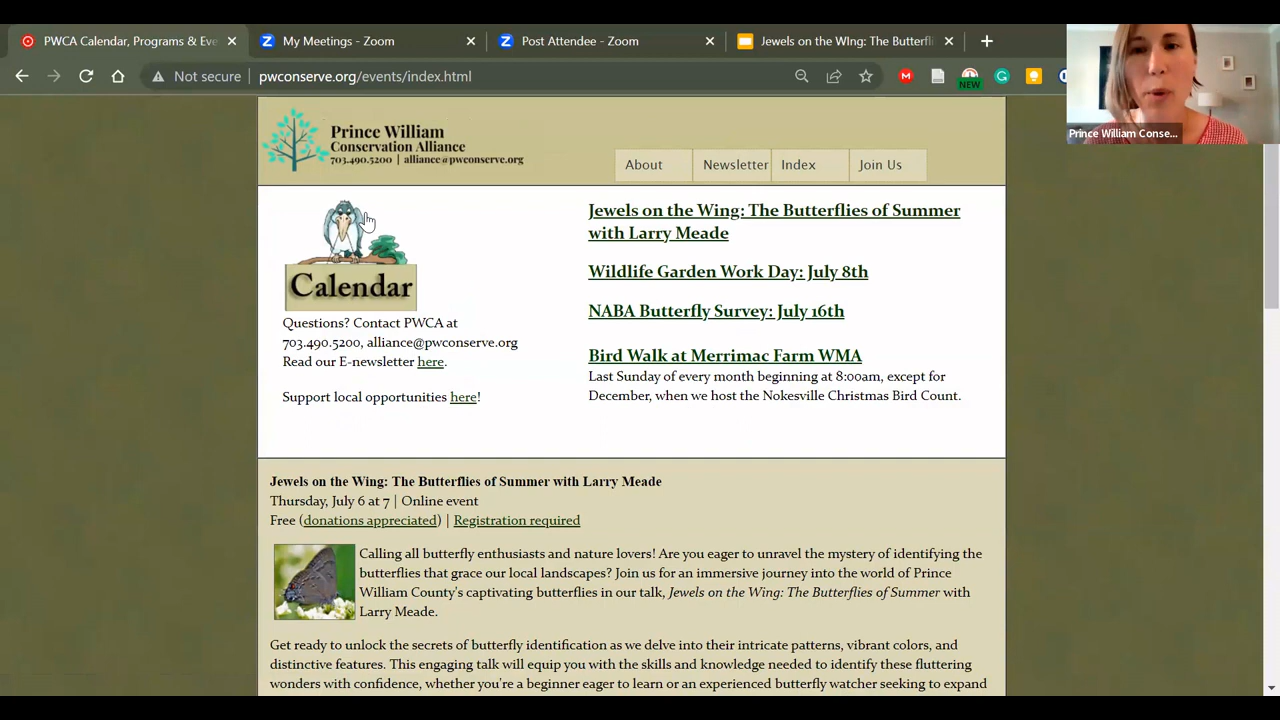 PWCA Calendar, Programs & Eve
My Meetings - Zoom
Post Attendee - Zoom
Jewels on the WIng: The Butterfli
Not secure
pwconserve.org/events/index.html
NEW
Prince William Conse...
Prince William
Conservation Alliance
703.490.5200 | alliance@pwconserve.org
About
Newsletter
Index
Join Us
Calendar
Questions? Contact PWCA at
703.490.5200, alliance@pwconserve.org
Read our E-newsletter here.
Support local opportunities here!
Jewels on the Wing: The Butterflies of Summer
with Larry Meade
Wildlife Garden Work Day: July 8th
NABA Butterfly Survey: July 16th
Bird Walk at Merrimac Farm WMA
Last Sunday of every month beginning at 8:00am, except for
December, when we host the Nokesville Christmas Bird Count.
Jewels on the Wing: The Butterflies of Summer with Larry Meade
Thursday, July 6 at 7 | Online event
Free (donations appreciated) | Registration required
Calling all butterfly enthusiasts and nature lovers! Are you eager to unravel the mystery of identifying the
butterflies that grace our local landscapes? Join us for an immersive journey into the world of Prince
William County's captivating butterflies in our talk, Jewels on the Wing: The Butterflies of Summer with
Larry Meade.
Get ready to unlock the secrets of butterfly identification as we delve into their intricate patterns, vibrant colors, and
distinctive features. This engaging talk will equip you with the skills and knowledge needed to identify these fluttering
wonders with confidence, whether you're a beginner eager to learn or an experienced butterfly watcher seeking to expand